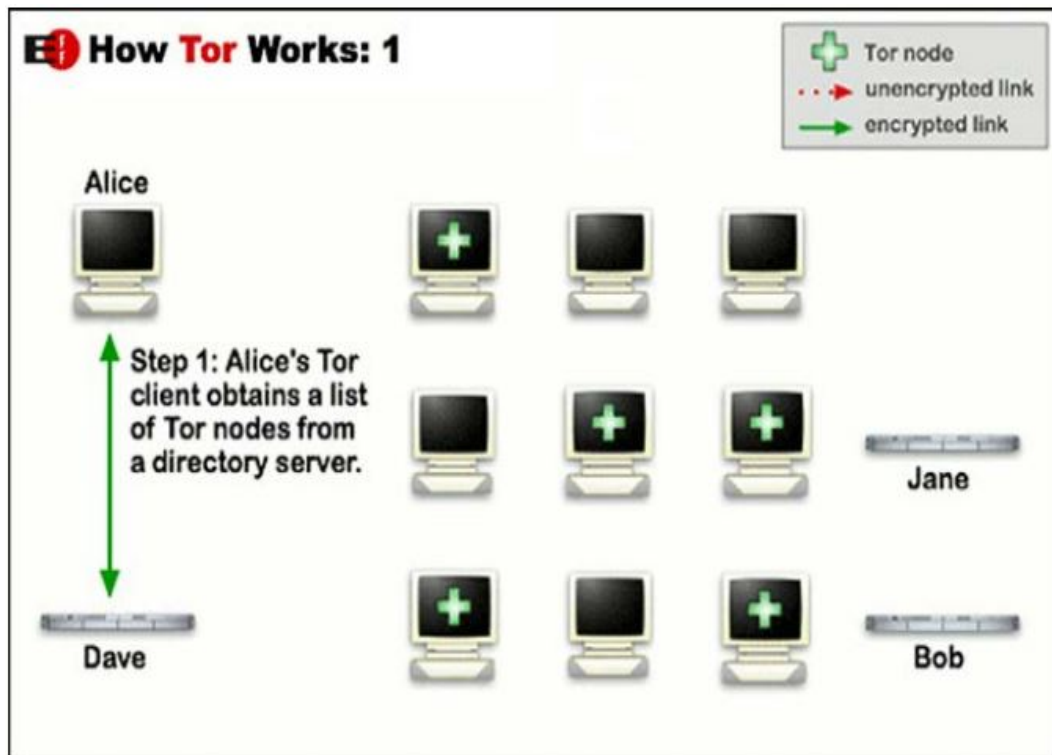 EFF How Tor Works: 1
Tor node
unencrypted link
encrypted link
Alice
Step 1: Alice's Tor
client obtains a list
of Tor nodes from
a directory server.
Jane
Dave
Bob